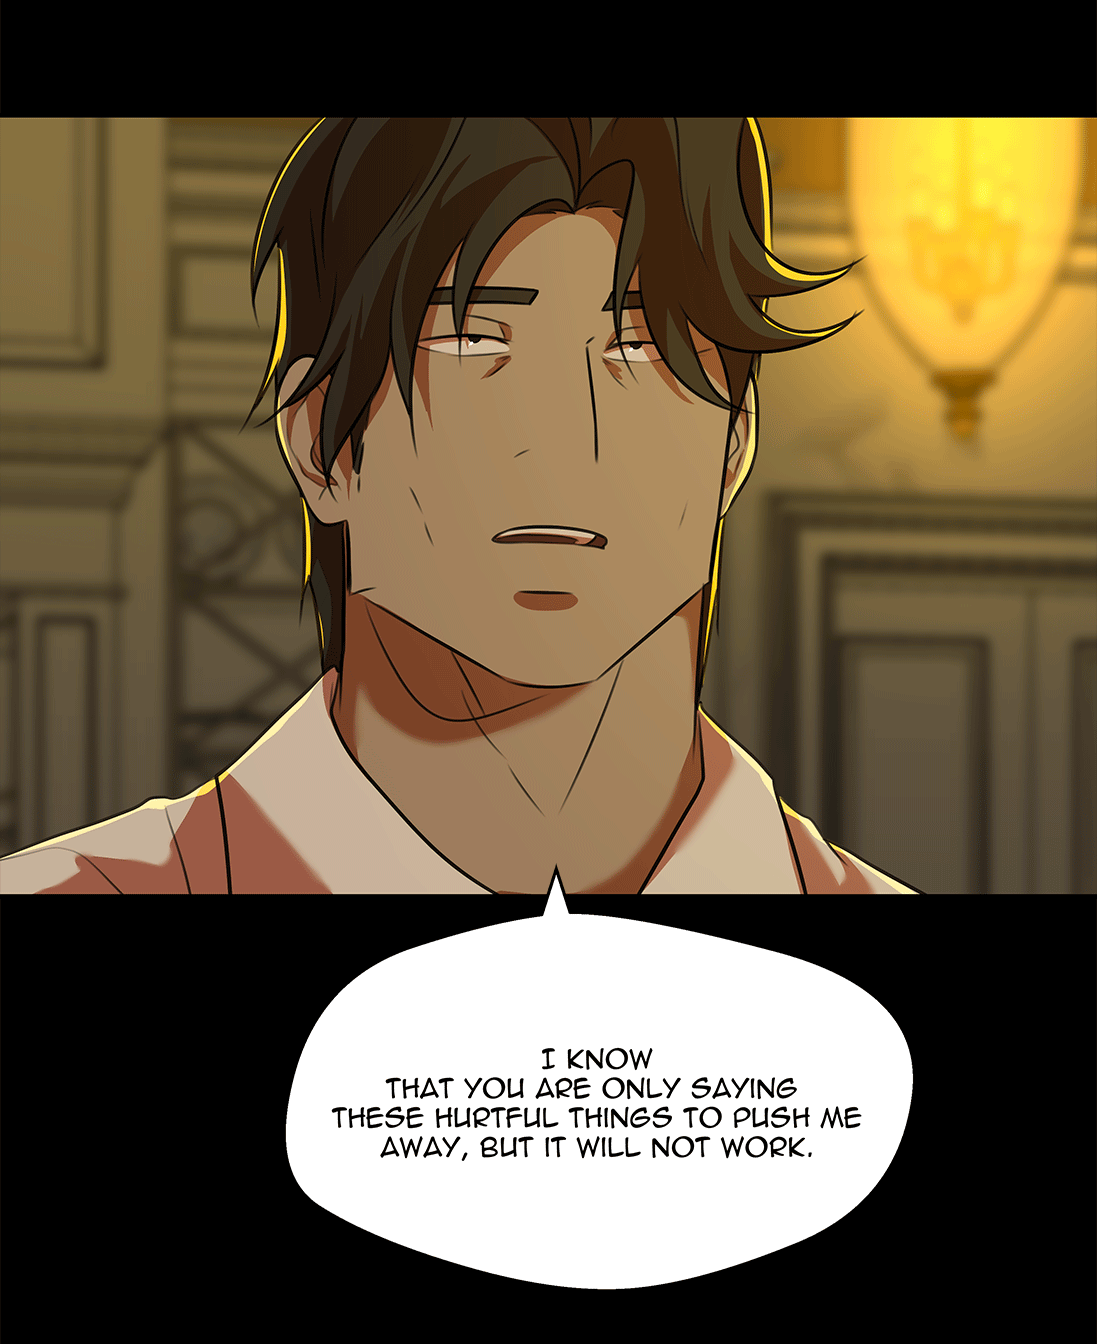 I KNOW
THAT YOU ARE ONLY SAYING
THESE HURTFUL THINGS TO PUSH ME
AWAY, BUT IT WILL NOT WORK.